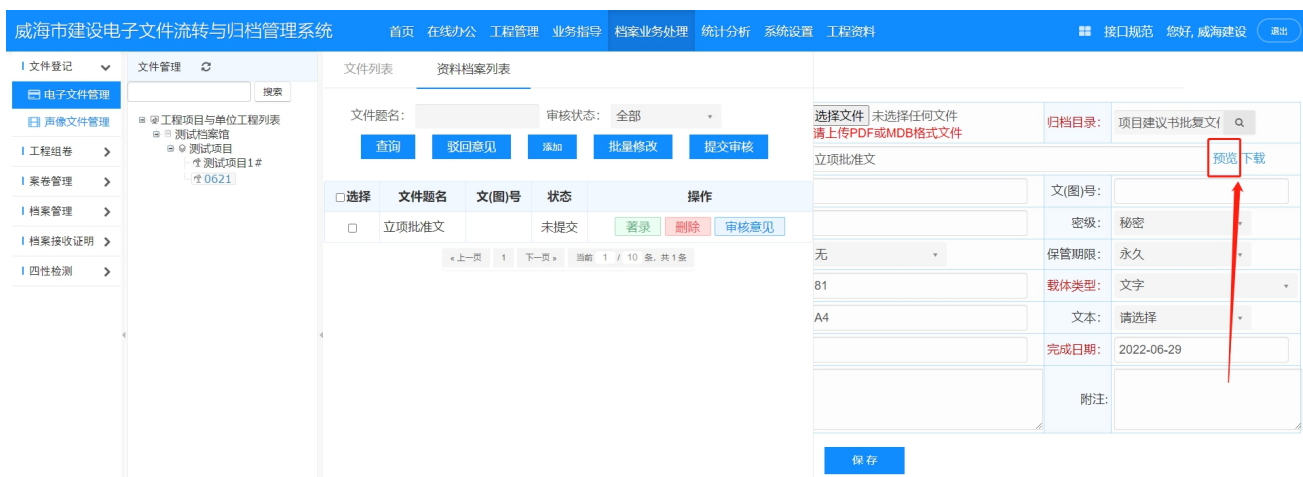 威海市建设电子文件流转与归档管理系统 首页 在线办公 工程管理 业务指导 档案业务处理 统计分析 系统设置 工程资料 接口规范 您好, 威海建设 退出
文件登记
电子文件管理
声像文件管理
工程组卷
案卷管理
档案管理
档案接收证明
四性检测
文件管理
搜索
工程项目与单位工程列表
测试档案馆
测试项目
测试项目1#
0621
文件列表 资料档案列表
文件题名: 审核状态: 全部
查询 驳回意见 添加 批量修改 提交审核
选择 文件题名 文(图)号 状态 操作
立项批准文 未提交 著录 删除 审核意见
«上一页 1 下一页» 当前 1 / 10 条, 共1条
选择文件 未选择任何文件 归档目录: 项目建议书批复文
请上传PDF或MDB格式文件
立项批准文 预览 下载
文(图)号:
密级: 秘密
无 保管期限: 永久
81 载体类型: 文字
A4 文本: 请选择
完成日期: 2022-06-29
附注:
保存